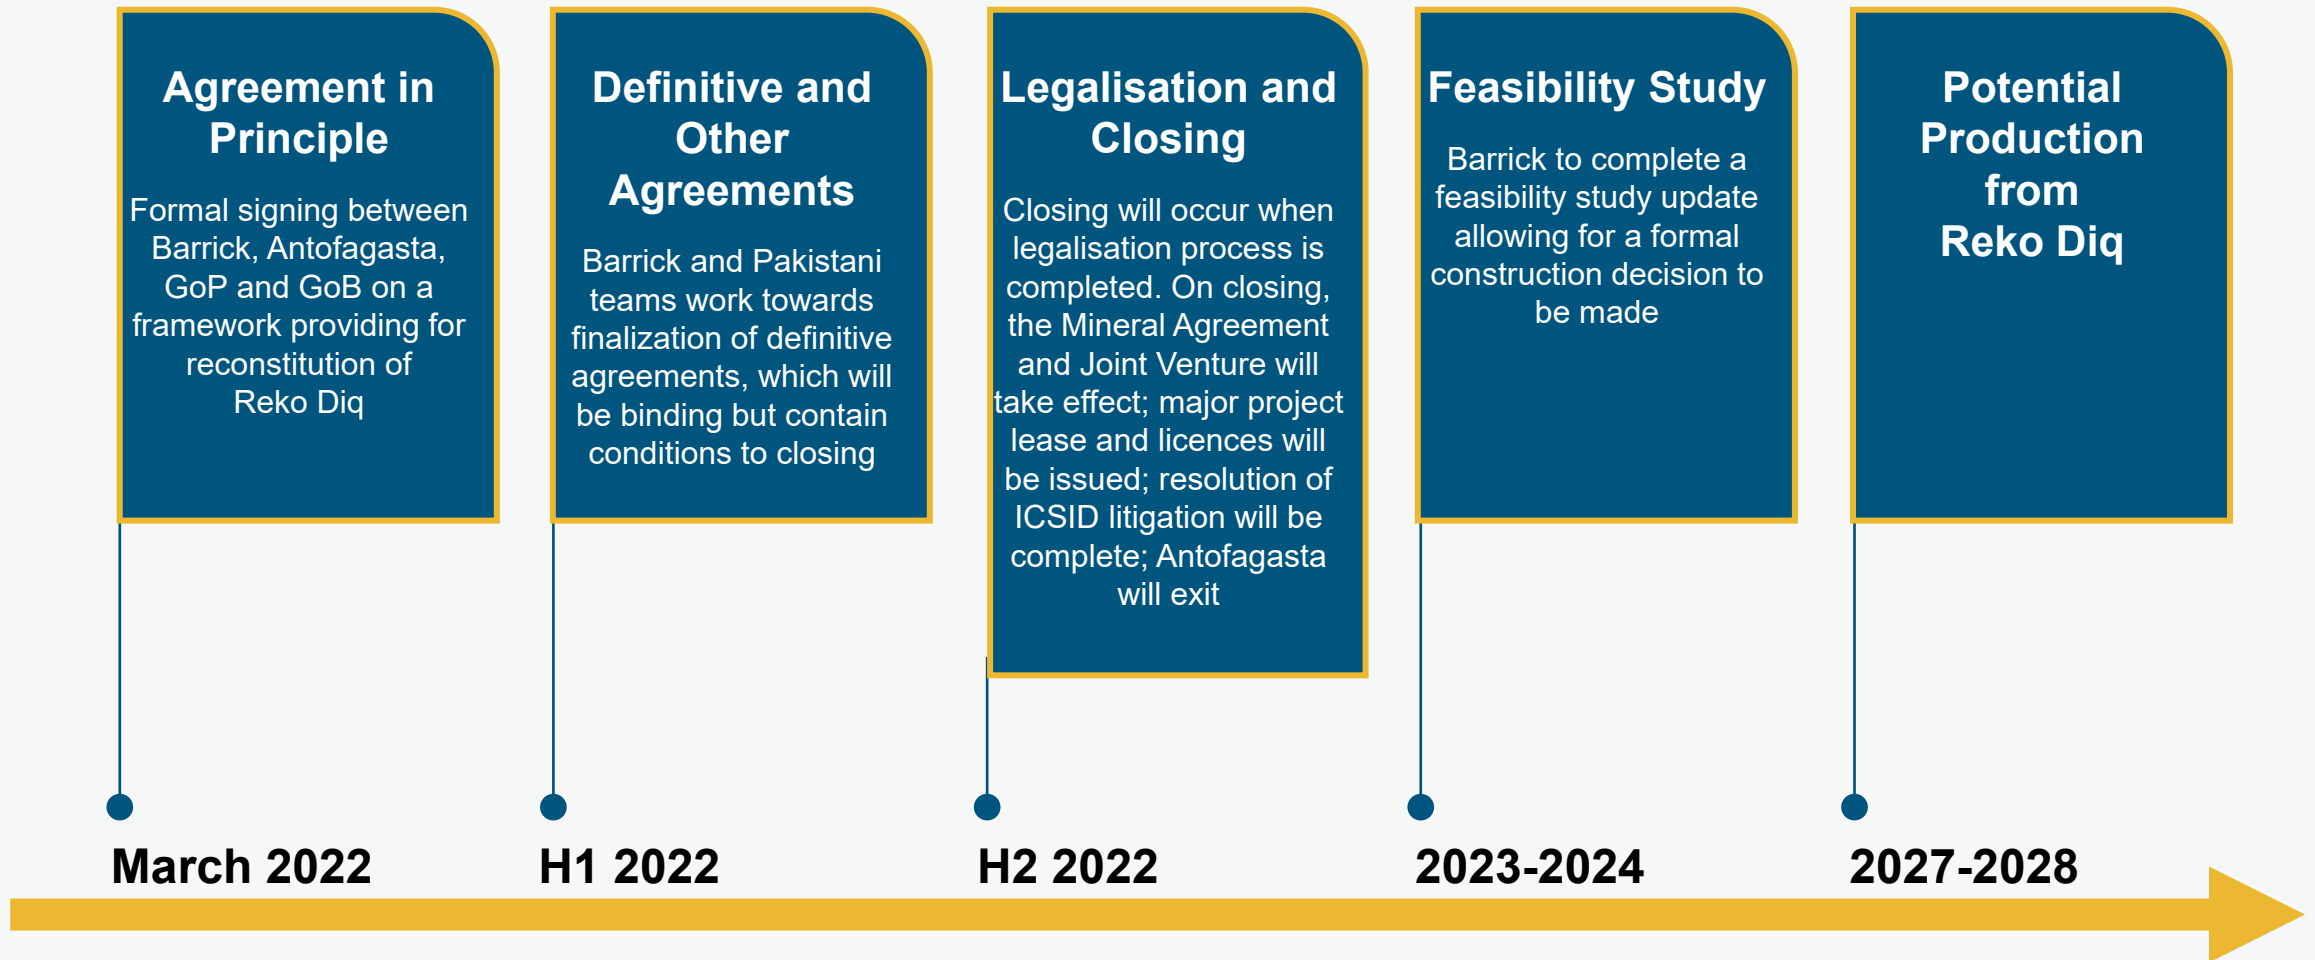 Agreement in
Principle
Formal signing between
Barrick, Antofagasta,
GoP and GoB on a
framework providing for
reconstitution of
Reko Diq
Definitive and
Other
Agreements
Barrick and Pakistani
teams work towards
finalization of definitive
agreements, which will
be binding but contain
conditions to closing
Legalisation and
Closing
Closing will occur when
legalisation process is
completed. On closing,
the Mineral Agreement
and Joint Venture will
take effect; major project
lease and licences will
be issued; resolution of
ICSID litigation will be
complete; Antofagasta
will exit
Feasibility Study
Barrick to complete a
feasibility study update
allowing for a formal
construction decision to
be made
Potential
Production
from
Reko Diq
March 2022
H1 2022
H2 2022
2023-2024
2027-2028